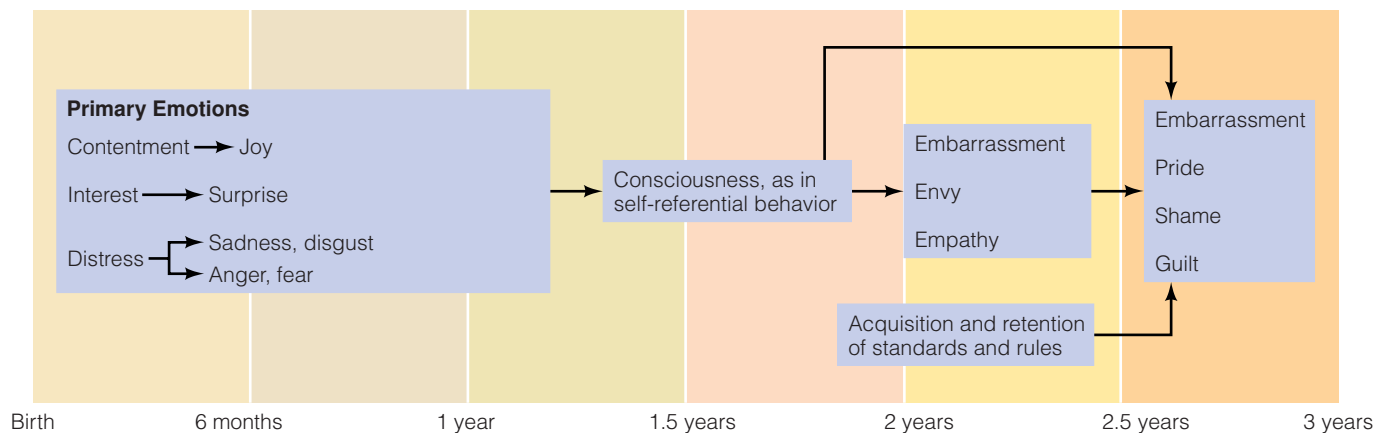 Primary Emotions
Contentment Joy
Interest Surprise
Distress
Sadness, disgust
Anger, fear
Consciousness, as in
self-referential behavior
Embarrassment
Envy
Empathy
Acquisition and retention
of standards and rules
Embarrassment
Pride
Shame
Guilt
Birth 6 months 1 year 1.5 years 2 years 2.5 years 3 years